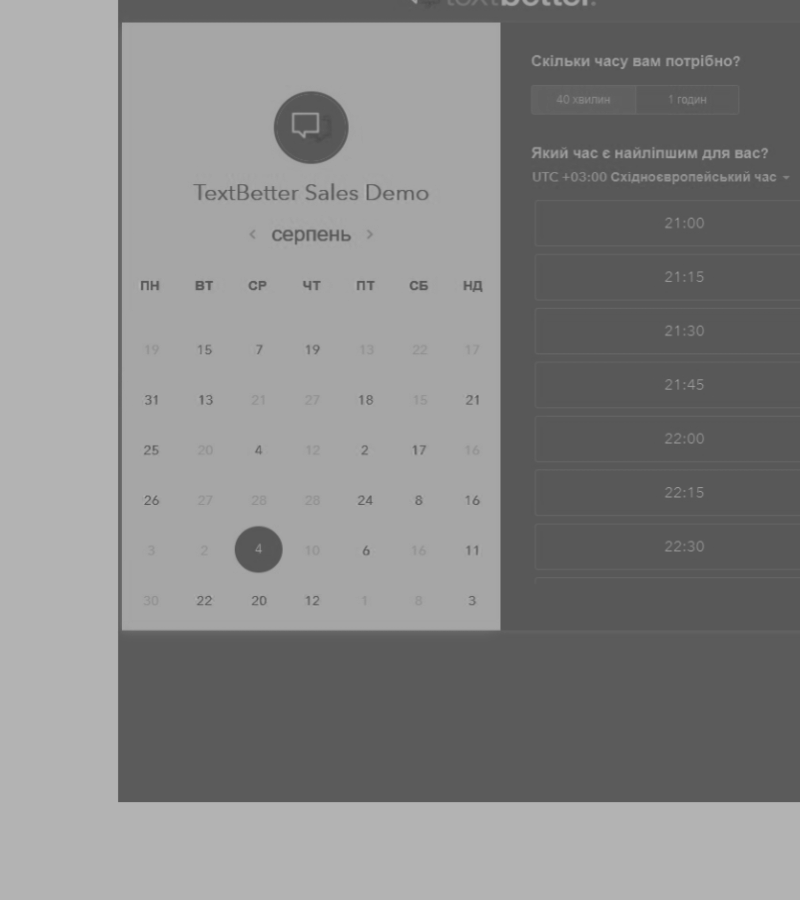 textbetter.
TextBetter Sales Demo
< серпень >
ПН ВТ СР ЧТ ПТ СБ НД
19 15 7 19 13 22 17
31 13 21 27 18 15 21
25 20 4 12 2 17 16
26 27 28 28 24 8 16
3 2 4 10 6 16 11
30 22 20 12 1 8 3
Скільки часу вам потрібно?
40 хвилин 1 годин
Який час є найліпшим для вас?
UTC +03:00 Східноєвропейський час
21:00
21:15
21:30
21:45
22:00
22:15
22:30